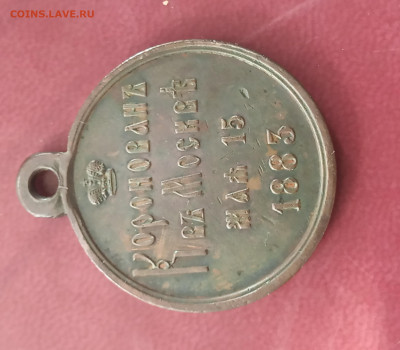 COINS.LAVE.RU
Коронованъ
въ Москвѣ
мая 15
1883